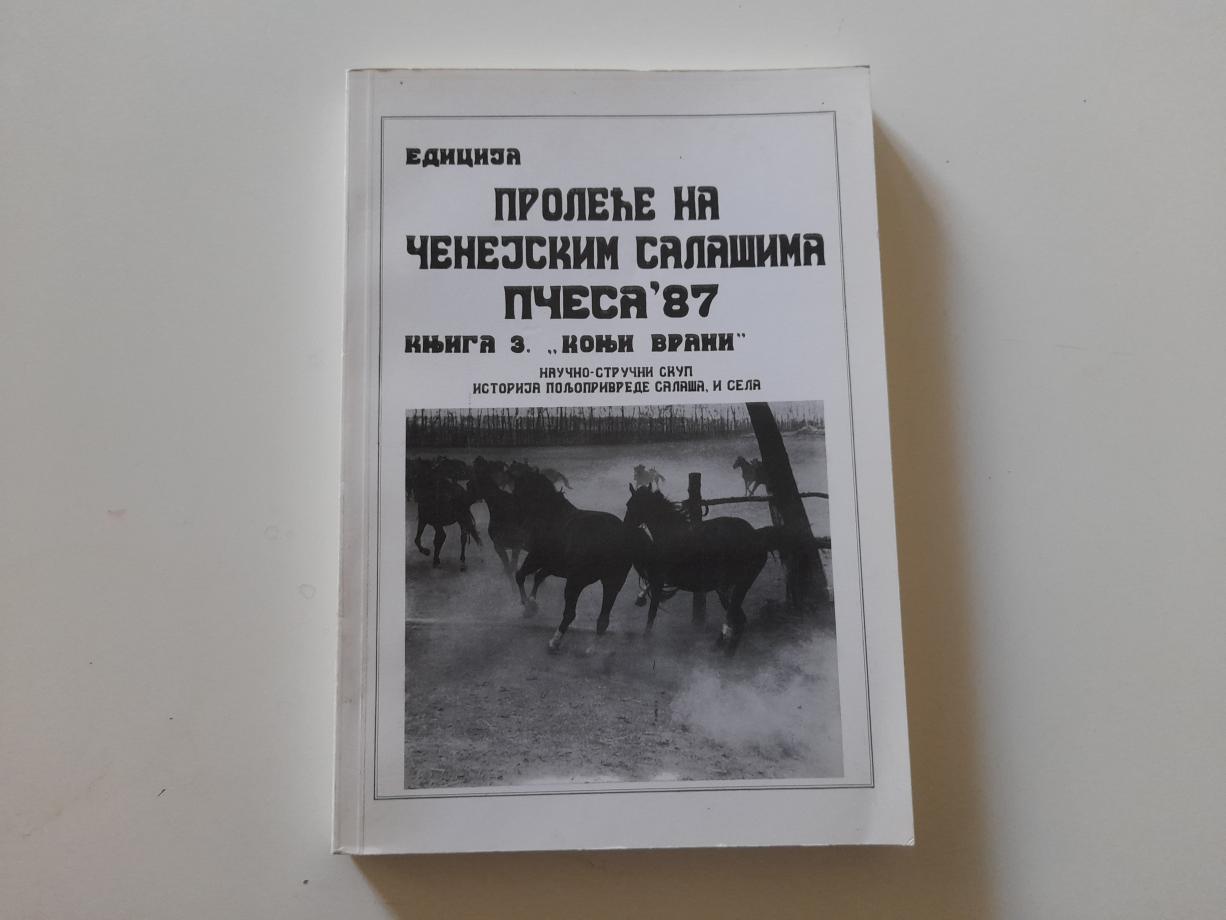 ЕДИЦИЈА
ПРОЛЕЋЕ НА
ЧЕНЕЈСКИМ САЛАШИМА
ПЧЕСА'87
КЊИГА 3. „КОЊИ ВРАНИ"
НАУЧНО-СТРУЧНИ СКУП
ИСТОРИЈА ПОЉОПРИВРЕДЕ САЛАША, И СЕЛА